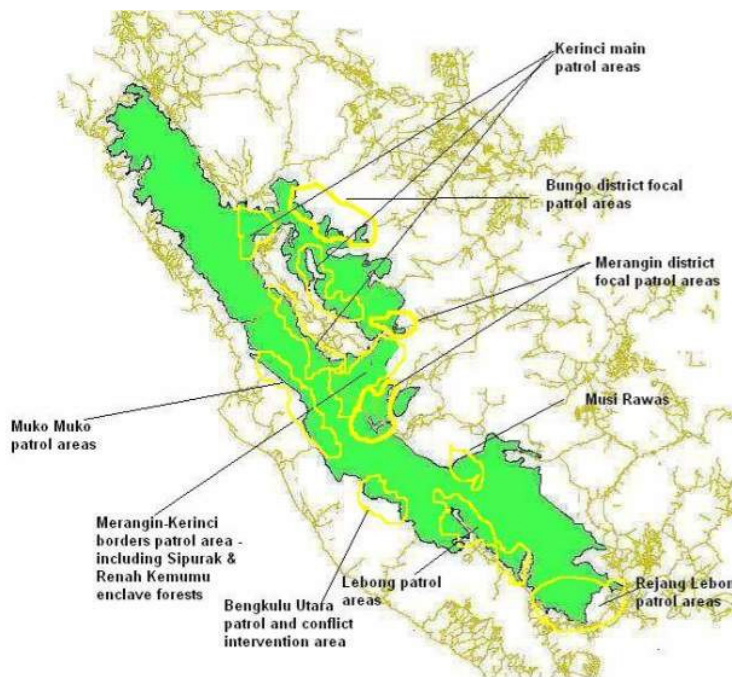 Kerinci main
patrol areas
Bungo district focal
patrol areas
Merangin district
focal patrol areas
Musi Rawas
Muko Muko
patrol areas
Merangin-Kerinci
borders patrol area -
including Sipurak &
Renah Kemumu
enclave forests
Bengkulu Utara
patrol and conflict
intervention area
Lebong patrol
areas
Rejang Lebon
patrol areas